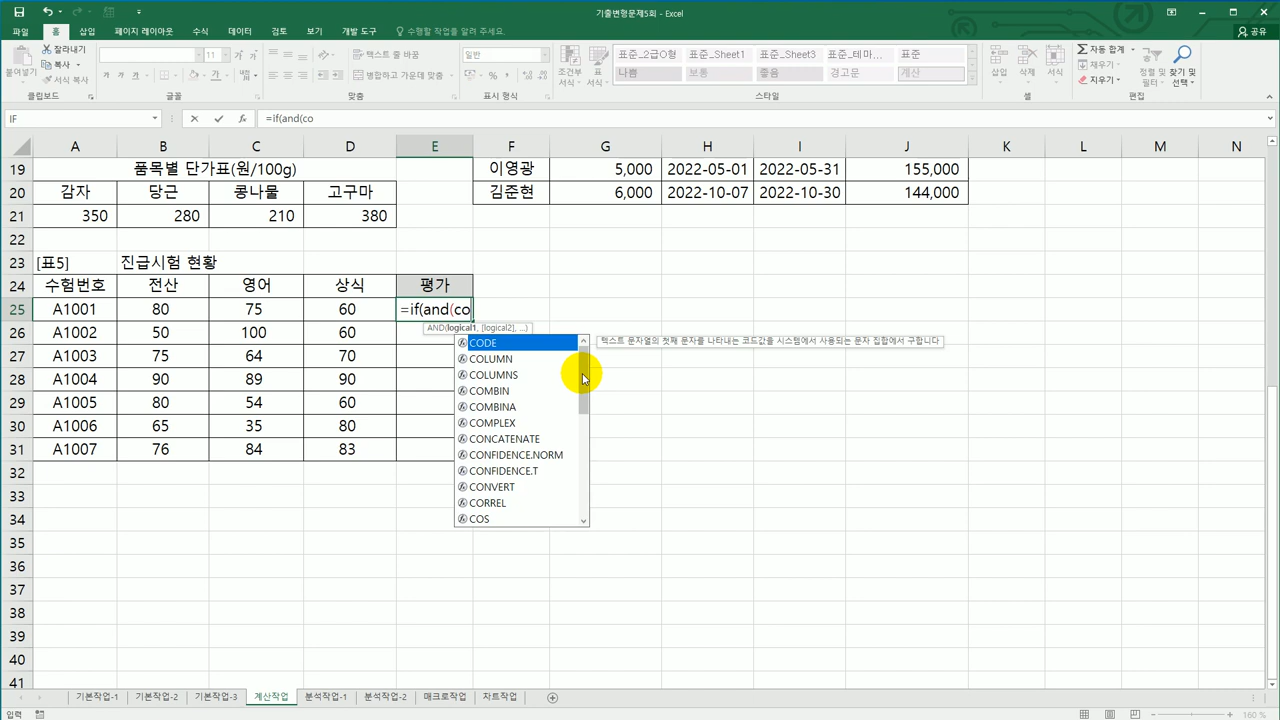 기출변형문제5회 - Excel
파일 홈 삽입 페이지 레이아웃 수식 데이터 검토 보기 개발 도구 수행할 작업을 알려 주세요. 공유
붙여넣기 잘라내기 복사 서식 복사 클립보드
11 가 가 가 가 가 글꼴
텍스트 줄 바꿈 병합하고 가운데 맞춤 맞춤
일반 % 표시 형식
조건부 서식 표 서식 표준_2급O형 표준_Sheet1 표준_Sheet3 표준_테마... 표준
나쁨 보통 좋음 경고문 계산 스타일
삽입 삭제 서식 셀
자동 합계 채우기 지우기 정렬 및 필터 찾기 및 선택 편집
IF =if(and(co
A B C D E F G H I J K L M N
19 품목별 단가표(원/100g) 이영광 5,000 2022-05-01 2022-05-31 155,000
20 감자 당근 콩나물 고구마 김준현 6,000 2022-10-07 2022-10-30 144,000
21 350 280 210 380
22
23 [표5] 진급시험 현황
24 수험번호 전산 영어 상식 평가
25 A1001 80 75 60 =if(and(co
AND(logical1, [logical2], ...)
26 A1002 50 100 60
27 A1003 75 64 70
28 A1004 90 89 90
29 A1005 80 54 60
30 A1006 65 35 80
31 A1007 76 84 83
CODE 텍스트 문자열의 첫째 문자를 나타내는 코드값을 시스템에서 사용되는 문자 집합에서 구합니다
COLUMN
COLUMNS
COMBIN
COMBINA
COMPLEX
CONCATENATE
CONFIDENCE.NORM
CONFIDENCE.T
CONVERT
CORREL
COS
32
33
34
35
36
37
38
39
40
41
기본작업-1 기본작업-2 기본작업-3 계산작업 분석작업-1 분석작업-2 매크로작업 차트작업
입력 160 %